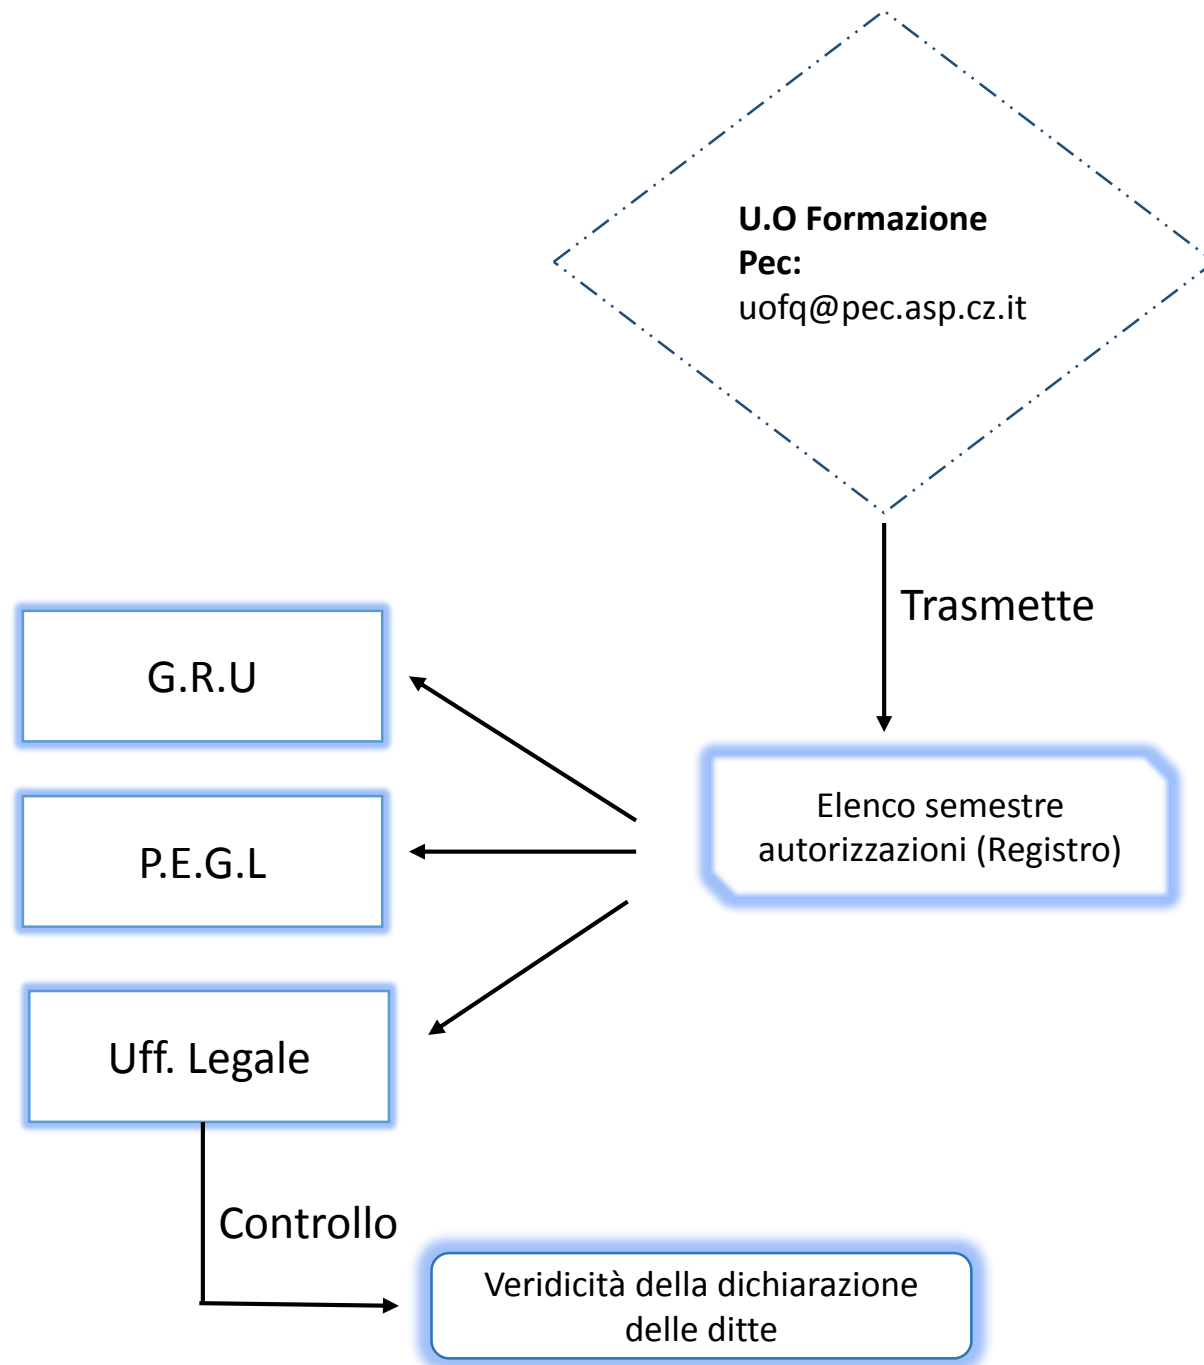 U.O Formazione
Pec:
uofq@pec.asp.cz.it
Trasmette
G.R.U
Elenco semestre
autorizzazioni (Registro)
P.E.G.L
Uff. Legale
Controllo
Veridicità della dichiarazione
delle ditte